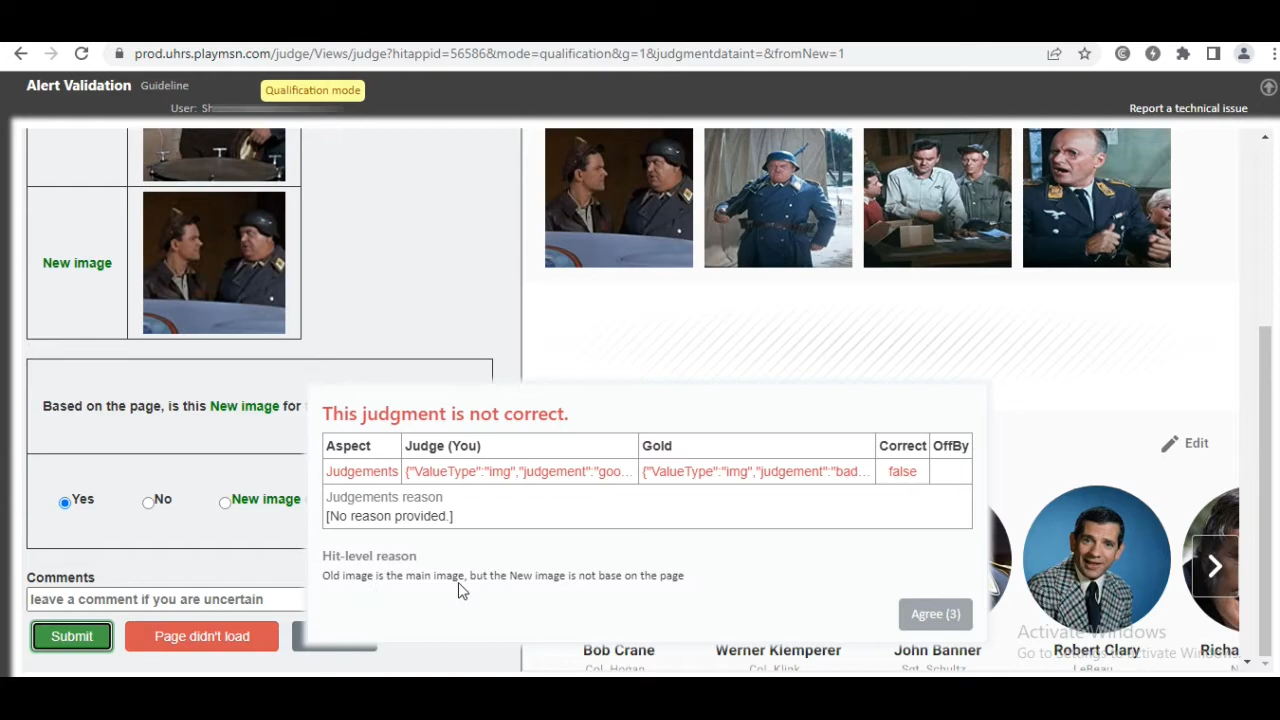 prod.uhrs.playmsn.com/judge/Views/judge?hitappid=56586&mode=qualification&g=1&judgmentdataint=&fromNew=1
Alert Validation Guideline Qualification mode
User: Sh
Report a technical issue
New image
Based on the page, is this New image for
Yes No New image
Comments
leave a comment if you are uncertain
Submit Page didn't load
This judgment is not correct.
Aspect Judge (You) Gold Correct OffBy
Judgements {"ValueType":"img","judgement":"goo... {"ValueType":"img","judgement":"bad... false
Judgements reason
[No reason provided.]
Hit-level reason
Old image is the main image, but the New image is not base on the page
Agree (3)
Edit
Activate Windows
Go to Settings to activate Windows.
Bob Crane Werner Klemperer John Banner Robert Clary Richa
Col. Hogan Col. Klink Sgt. Schultz LeBeau